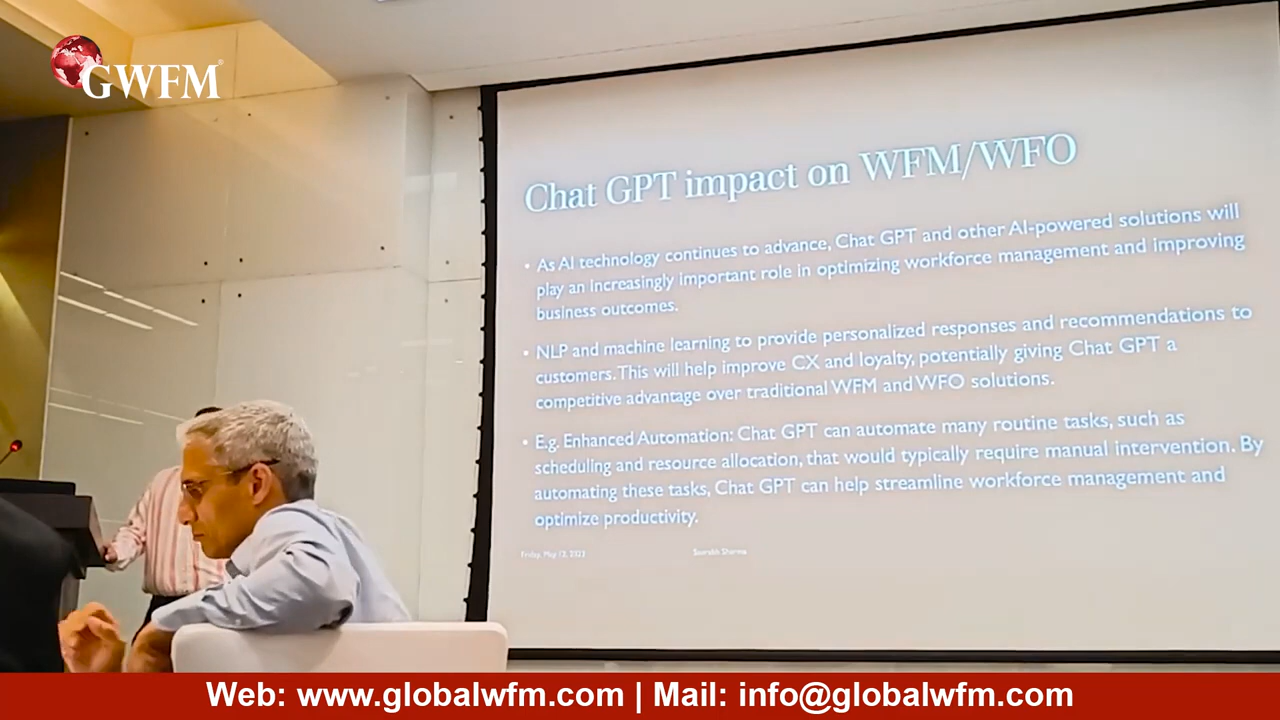 GWFM
Chat GPT impact on WFM/WFO
• As AI technology continues to advance, Chat GPT and other AI-powered solutions will
play an increasingly important role in optimizing workforce management and improving
business outcomes.
• NLP and machine learning to provide personalized responses and recommendations to
customers. This will help improve CX and loyalty, potentially giving Chat GPT a
competitive advantage over traditional WFM and WFO solutions.
• E.g. Enhanced Automation: Chat GPT can automate many routine tasks, such as
scheduling and resource allocation, that would typically require manual intervention. By
automating these tasks, Chat GPT can help streamline workforce management and
optimize productivity.
Friday, May 12, 2023 Saurabh Sharma
Web: www.globalwfm.com | Mail: info@globalwfm.com